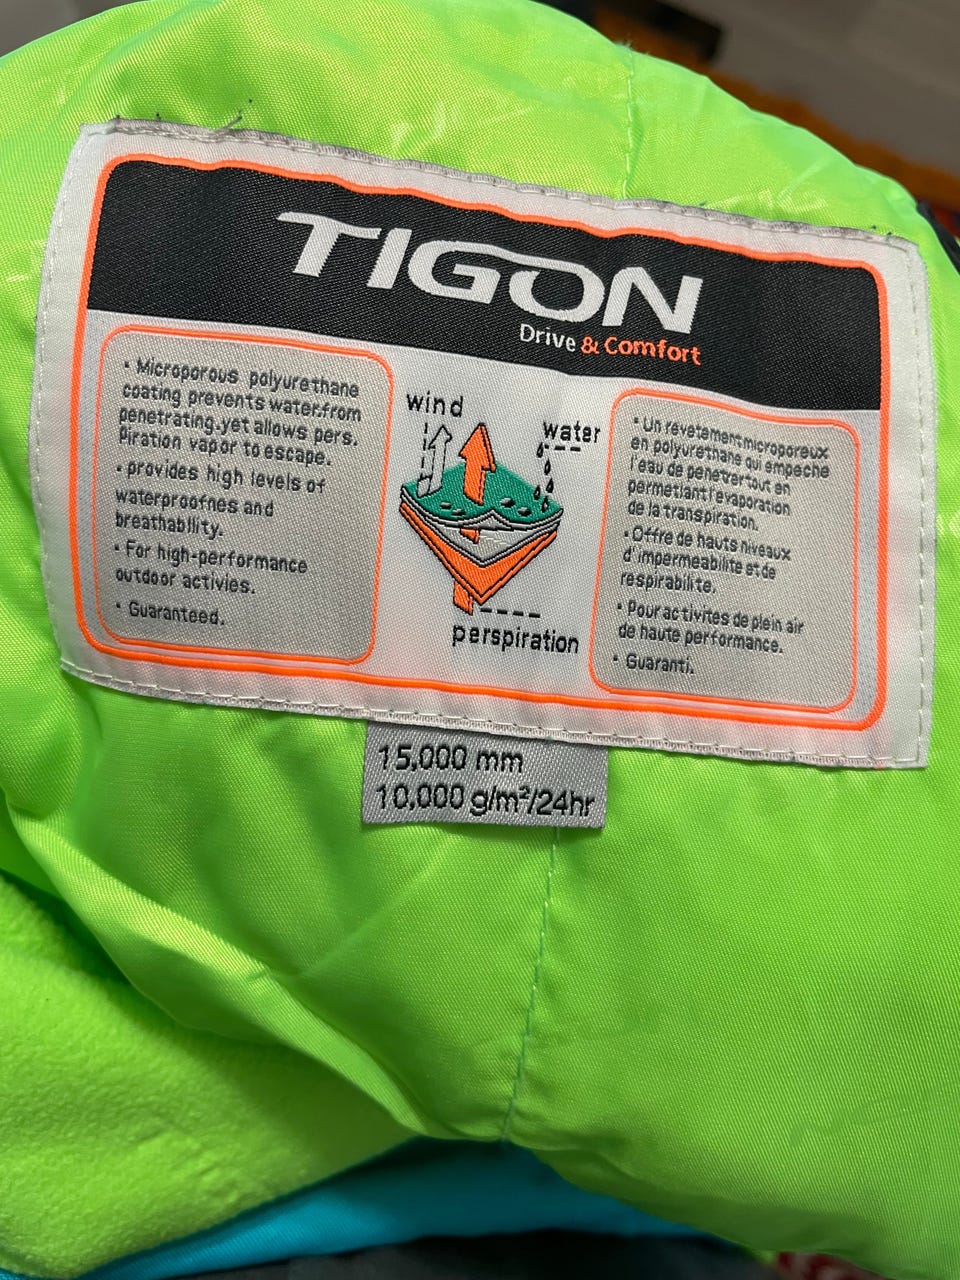 TIGON
Drive & Comfort
• Microporous polyurethane
coating prevents water.from
penetrating.yet allows pers.
Piration vapor to escape.
• provides high levels of
waterproofnes and
breathability.
• For high-performance
outdoor activies.
• Guaranteed.
wind
water
perspiration
• Un revetement microporeux
en polyurethane qui empeche
l'eau de penetrer tout en
permetiant l'evaporation
de la transpiration.
• Offre de hauts niveaux
d'impermeabilite et de
respirabilite.
• Pour activites de plein air
de haute performance.
• Guaranti.
15,000 mm
10,000 g/m²/24hr